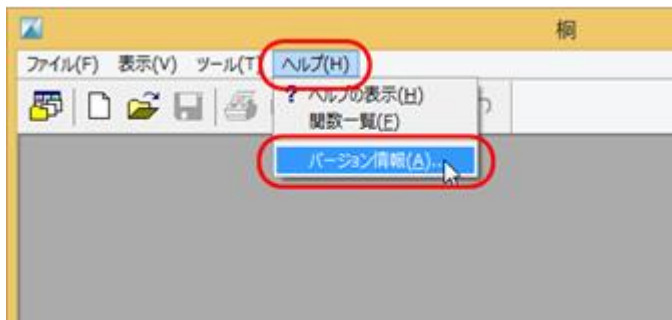 桐
ファイル(F) 表示(V) ツール(T) ヘルプ(H)
? ヘルプの表示(H)
関数一覧(F)
バージョン情報(A)...